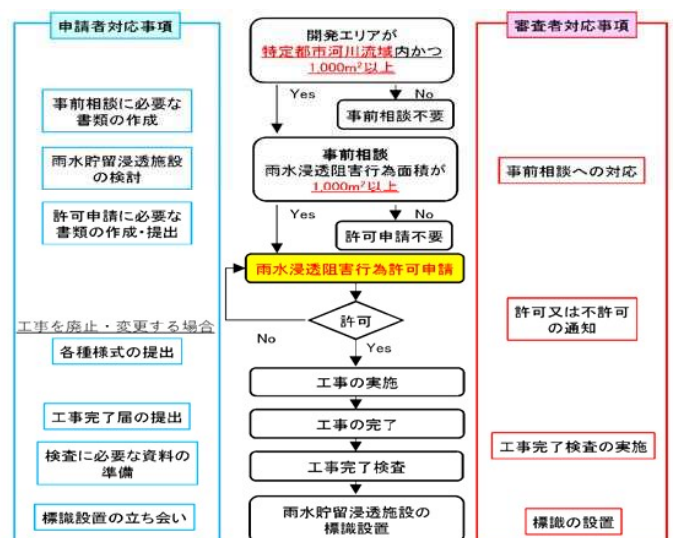 申請者対応事項
事前相談に必要な
書類の作成
雨水貯留浸透施設
の検討
許可申請に必要な
書類の作成・提出
工事を廃止・変更する場合
各種様式の提出
工事完了届の提出
検査に必要な資料の
準備
標識設置の立ち会い
開発エリアが
特定都市河川流域内かつ
1,000m²以上
Yes
No
事前相談不要
事前相談
雨水浸透阻害行為面積が
1,000m²以上
Yes
No
許可申請不要
雨水浸透阻害行為許可申請
許可
No
Yes
工事の実施
工事の完了
工事完了検査
雨水貯留浸透施設の
標識設置
審査者対応事項
事前相談への対応
許可又は不許可
の通知
工事完了検査の実施
標識の設置